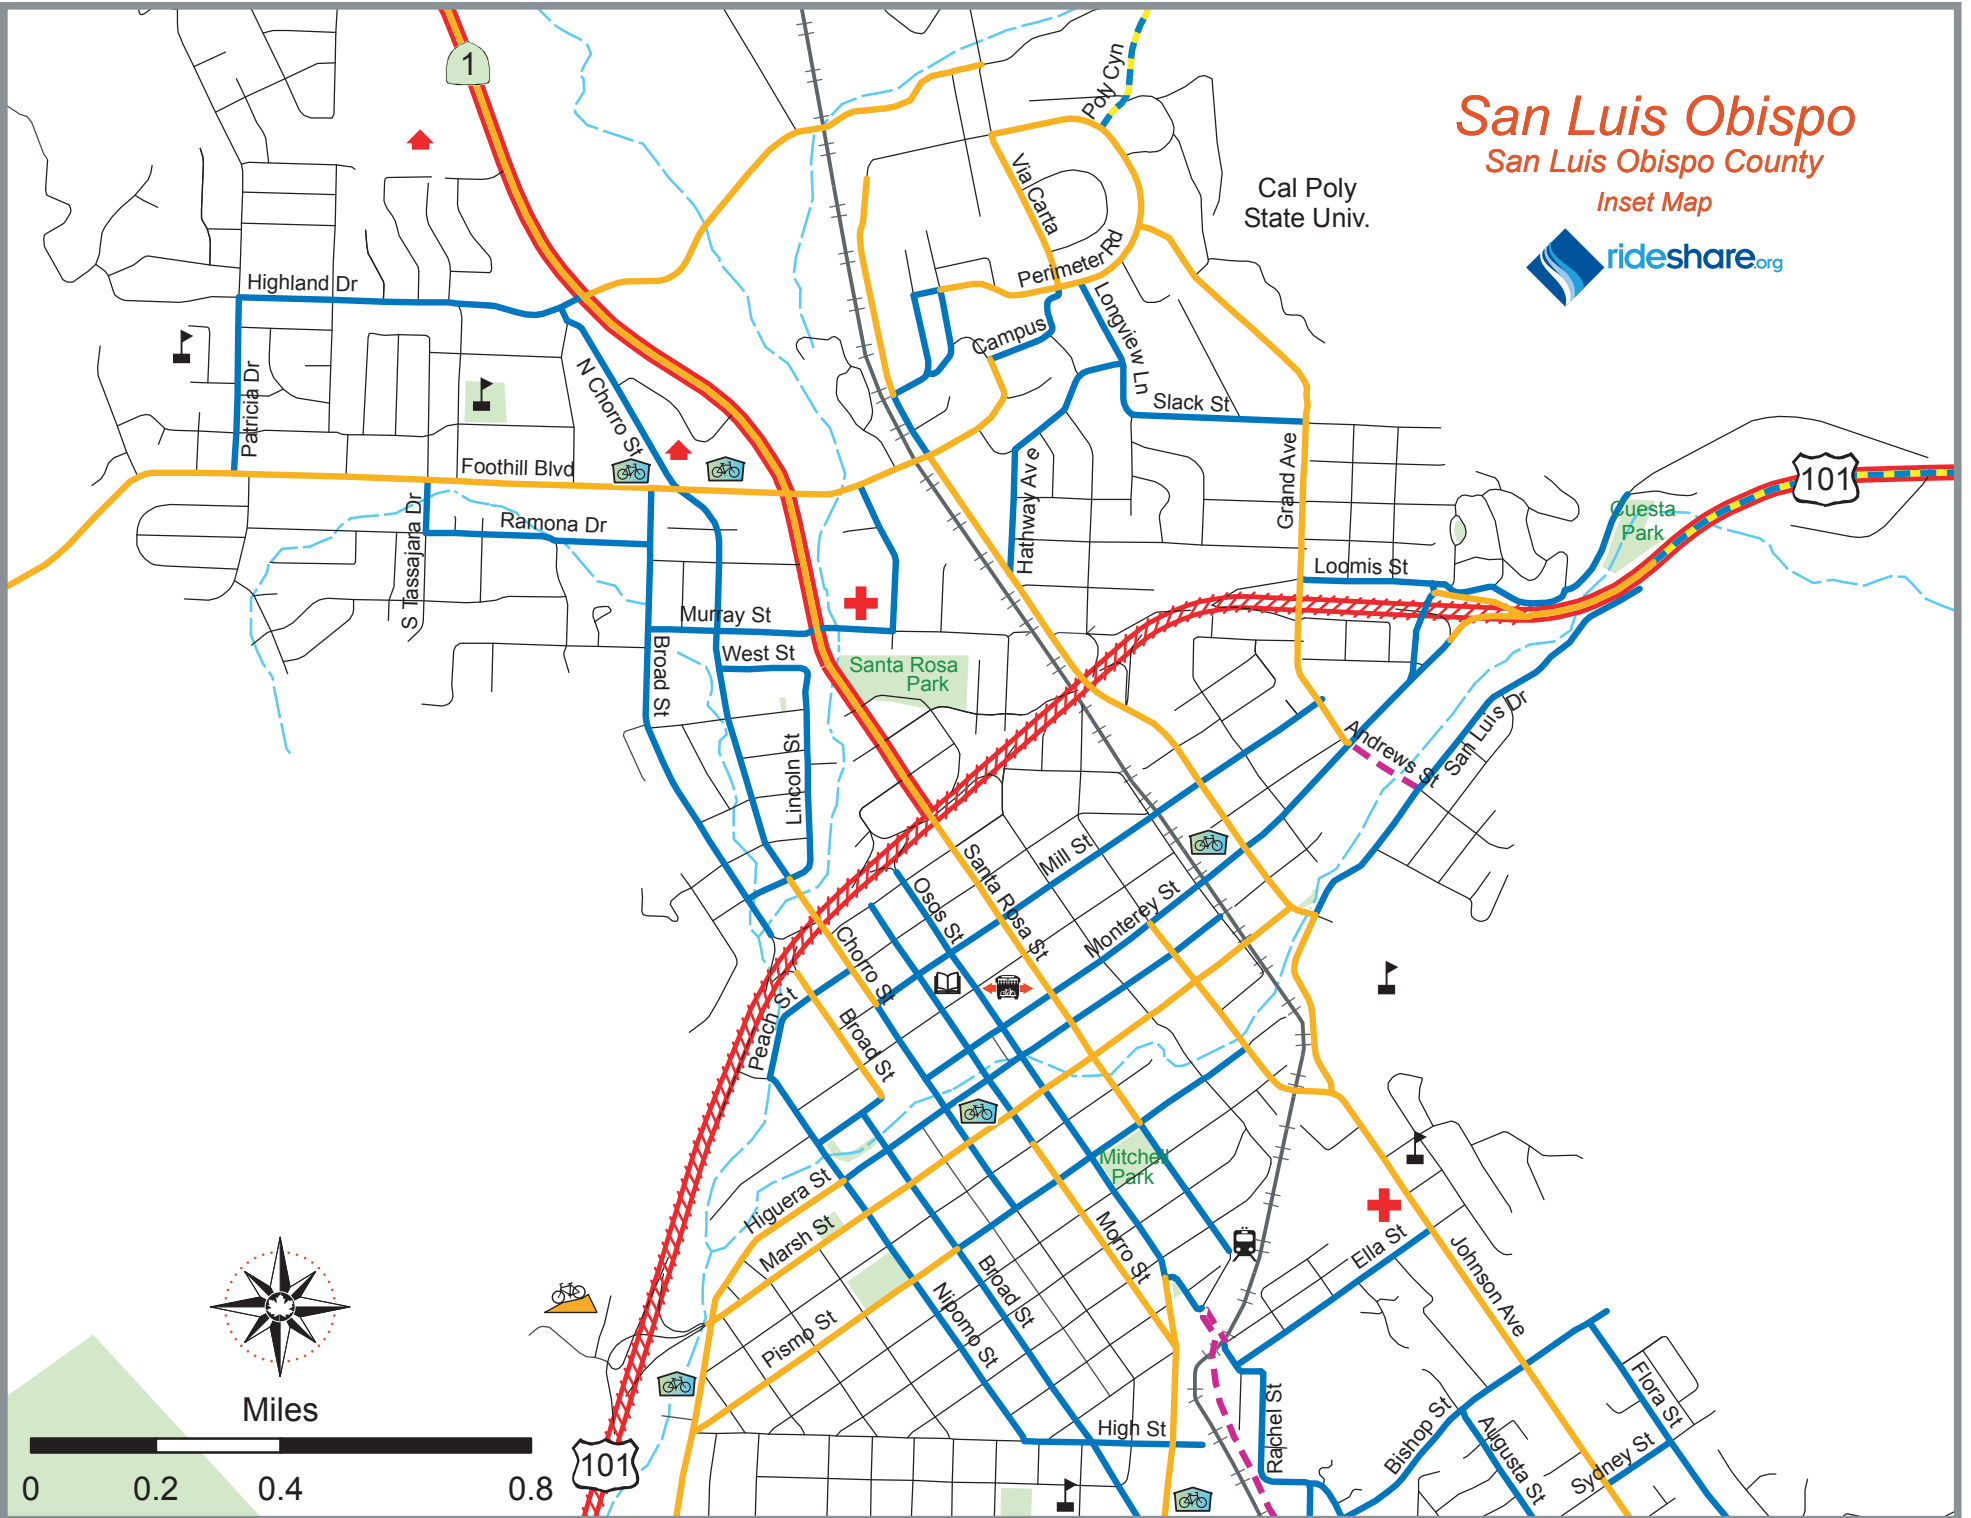 San Luis Obispo
San Luis Obispo County
Inset Map
rideshare.org
1
Poly Cyn
Cal Poly
State Univ.
Via Carta
Perimeter Rd
Highland Dr
Longview Ln
Campus
Patricia Dr
N Chorro St
Slack St
Foothill Blvd
Grand Ave
Hathway Ave
101
Cuesta
Park
S Tassajara Dr
Ramona Dr
Loomis St
Murray St
West St
Broad St
Santa Rosa
Park
Lincoln St
Andrews St
San Luis Dr
Mill St
Santa Rosa St
Osos St
Monterey St
Chorro St
Peach St
Broad St
Mitchell
Park
Higuera St
Marsh St
Morro St
Ella St
Johnson Ave
Broad St
Nipomo St
Pismo St
Flora St
Rachel St
High St
Bishop St
Augusta St
Sydney St
101
Miles
0 0.2 0.4 0.8